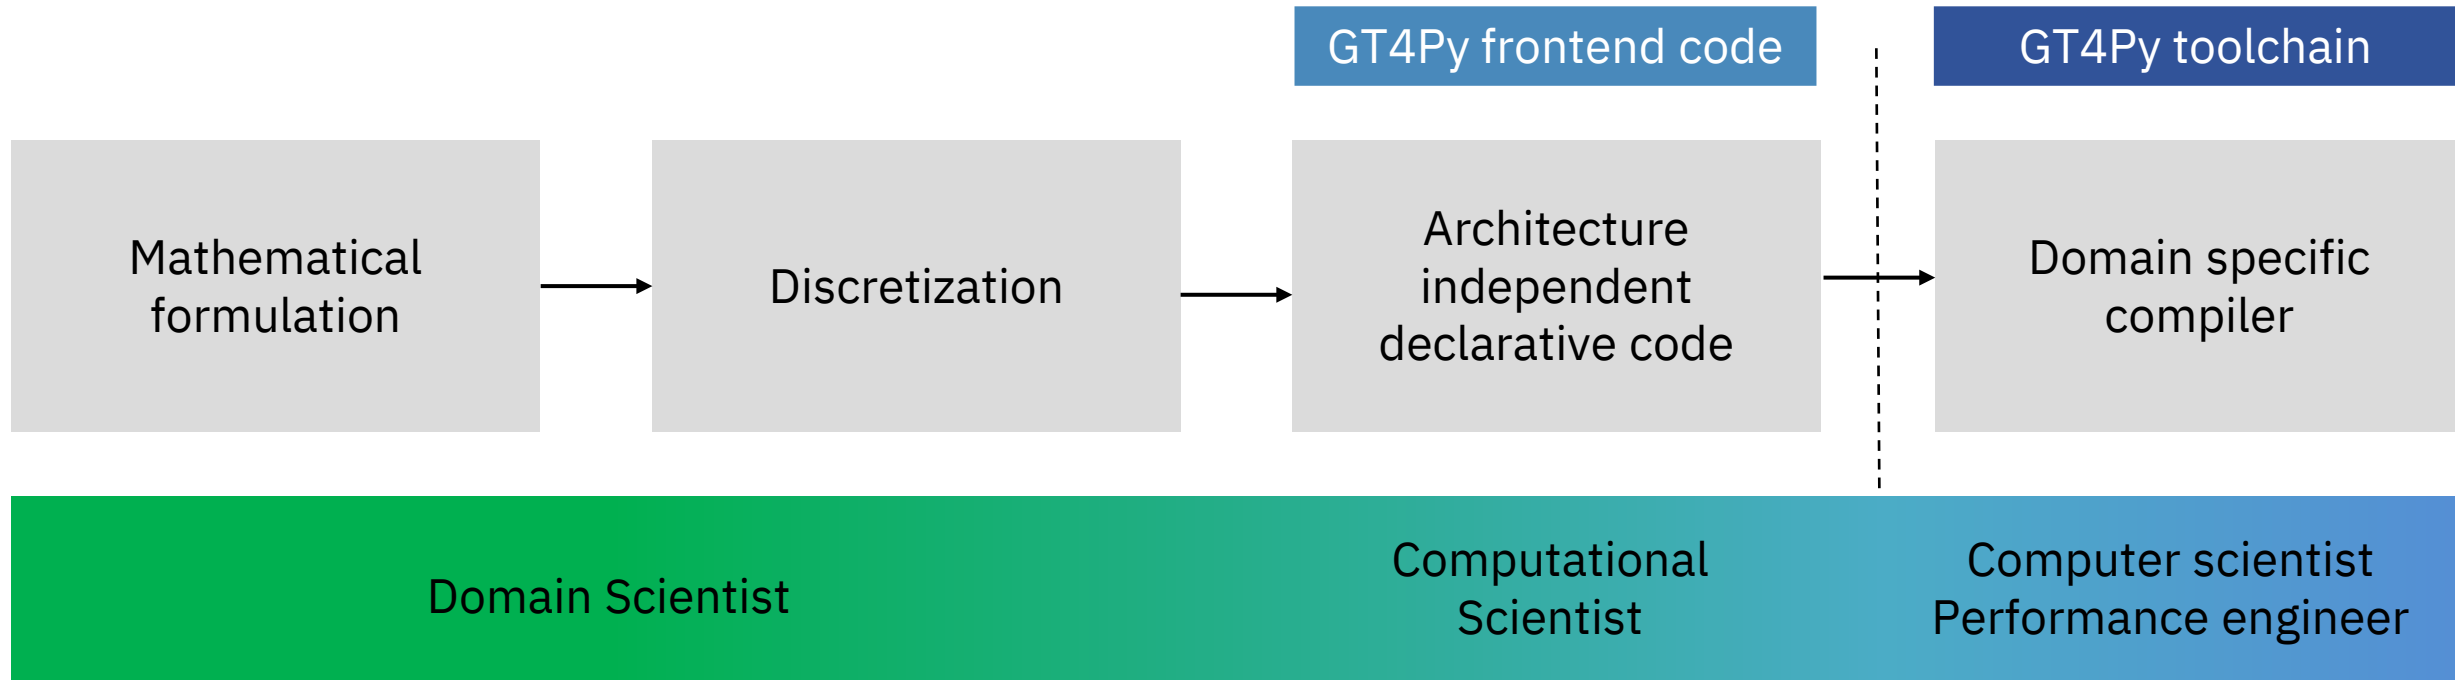 GT4Py frontend code
GT4Py toolchain
Mathematical
formulation
Discretization
Architecture
independent
declarative code
Domain specific
compiler
Domain Scientist
Computational
Scientist
Computer scientist
Performance engineer